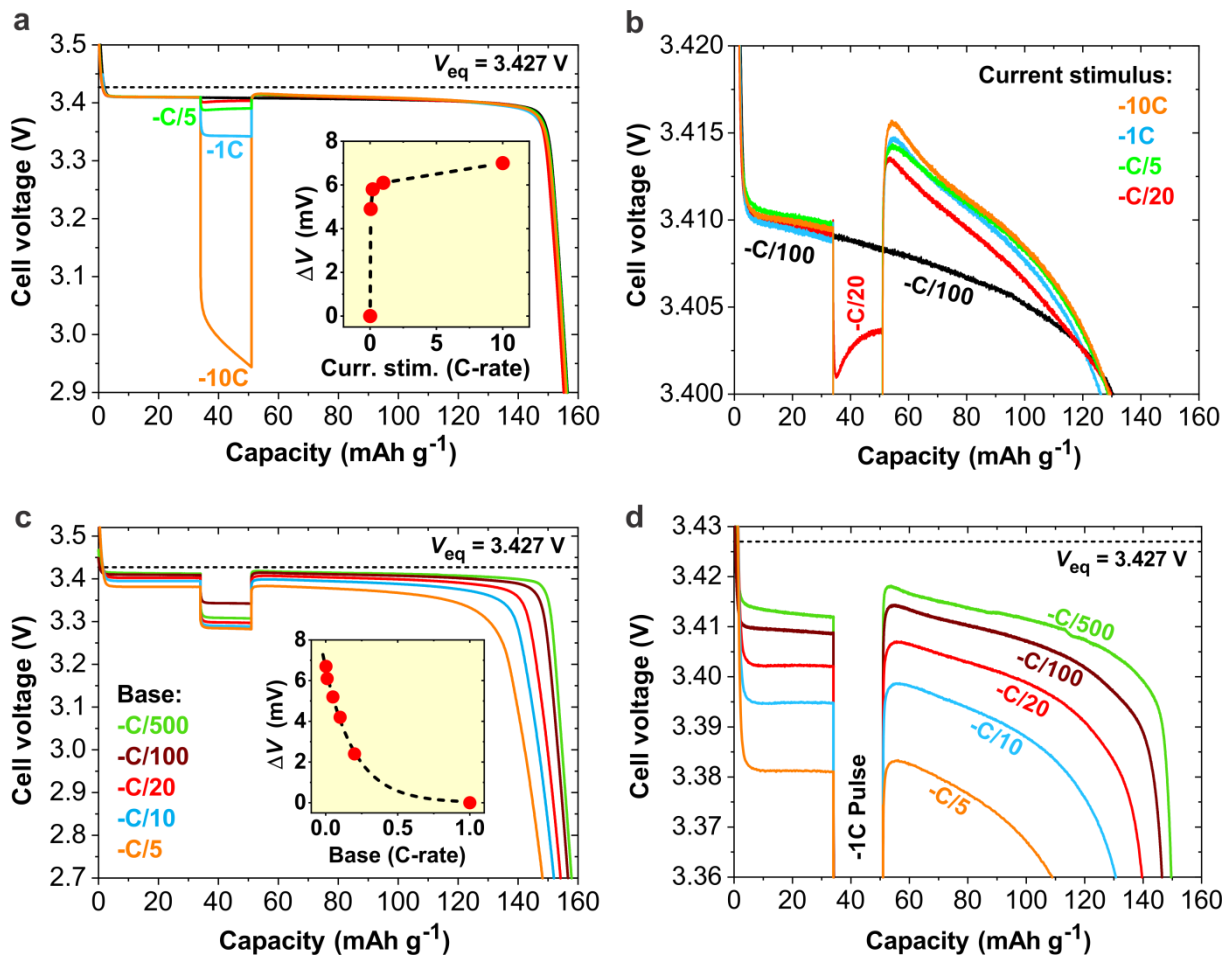 a
3.5
3.4
3.3
3.2
3.1
3.0
2.9
Cell voltage (V)
V_eq = 3.427 V
-C/5
-1C
-10C
8
6
4
2
0
ΔV (mV)
0 5 10
Curr. stim. (C-rate)
0 20 40 60 80 100 120 140 160
Capacity (mAh g⁻¹)
b
3.420
3.415
3.410
3.405
3.400
Cell voltage (V)
Current stimulus:
-10C
-1C
-C/5
-C/20
-C/100
-C/20
-C/100
0 20 40 60 80 100 120 140 160
Capacity (mAh g⁻¹)
c
3.5
3.4
3.3
3.2
3.1
3.0
2.9
2.8
2.7
Cell voltage (V)
V_eq = 3.427 V
Base:
-C/500
-C/100
-C/20
-C/10
-C/5
8
6
4
2
0
ΔV (mV)
0.0 0.5 1.0
Base (C-rate)
0 20 40 60 80 100 120 140 160
Capacity (mAh g⁻¹)
d
3.43
3.42
3.41
3.40
3.39
3.38
3.37
3.36
Cell voltage (V)
V_eq = 3.427 V
-1C Pulse
-C/500
-C/100
-C/20
-C/10
-C/5
0 20 40 60 80 100 120 140 160
Capacity (mAh g⁻¹)